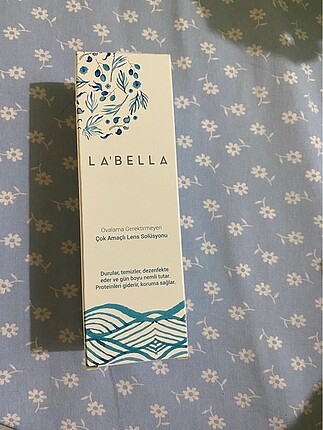 LA'BELLA
Ovalama Gerektirmeyen
Çok Amaçlı Lens Solüsyonu
Durular, temizler, dezenfekte
eder ve gün boyu nemli tutar.
Proteinleri giderir, koruma sağlar.